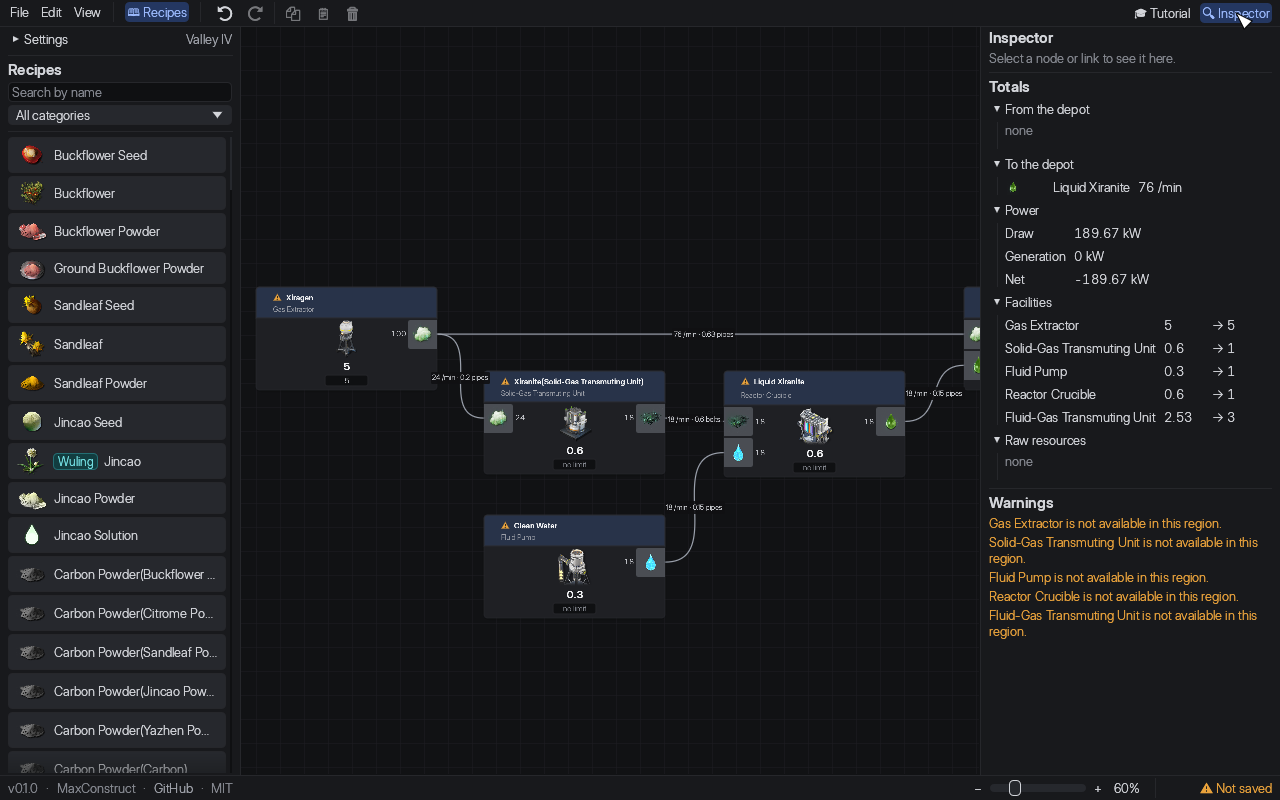 File Edit View Recipes Tutorial Inspector
Settings Valley IV
Recipes
Search by name
All categories
Buckflower Seed
Buckflower
Buckflower Powder
Ground Buckflower Powder
Sandleaf Seed
Sandleaf
Sandleaf Powder
Jincao Seed
Wuling Jincao
Jincao Powder
Jincao Solution
Carbon Powder(Buckflower ...
Carbon Powder(Citrome Po...
Carbon Powder(Sandleaf Po...
Carbon Powder(Jincao Pow...
Carbon Powder(Yazhen Po...
Carbon Powder(Carbon)
Xiragen
Gas Extractor
100
5
5
76 /min · 0.63 pipes
24 /min · 0.2 pipes
Xiranite(Solid-Gas Transmuting Unit)
Solid-Gas Transmuting Unit
24
18
0.6
no limit
18 /min · 0.6 belts
Liquid Xiranite
Reactor Crucible
18
18
18
0.6
no limit
18 /min · 0.15 pipes
18 /min · 0.15 pipes
Clean Water
Fluid Pump
18
0.3
no limit
Inspector
Select a node or link to see it here.
Totals
From the depot
none
To the depot
Liquid Xiranite 76 /min
Power
Draw 189.67 kW
Generation 0 kW
Net -189.67 kW
Facilities
Gas Extractor 5 → 5
Solid-Gas Transmuting Unit 0.6 → 1
Fluid Pump 0.3 → 1
Reactor Crucible 0.6 → 1
Fluid-Gas Transmuting Unit 2.53 → 3
Raw resources
none
Warnings
Gas Extractor is not available in this region.
Solid-Gas Transmuting Unit is not available in this
region.
Fluid Pump is not available in this region.
Reactor Crucible is not available in this region.
Fluid-Gas Transmuting Unit is not available in this
region.
v0.1.0 · MaxConstruct · GitHub · MIT
− + 60% Not saved